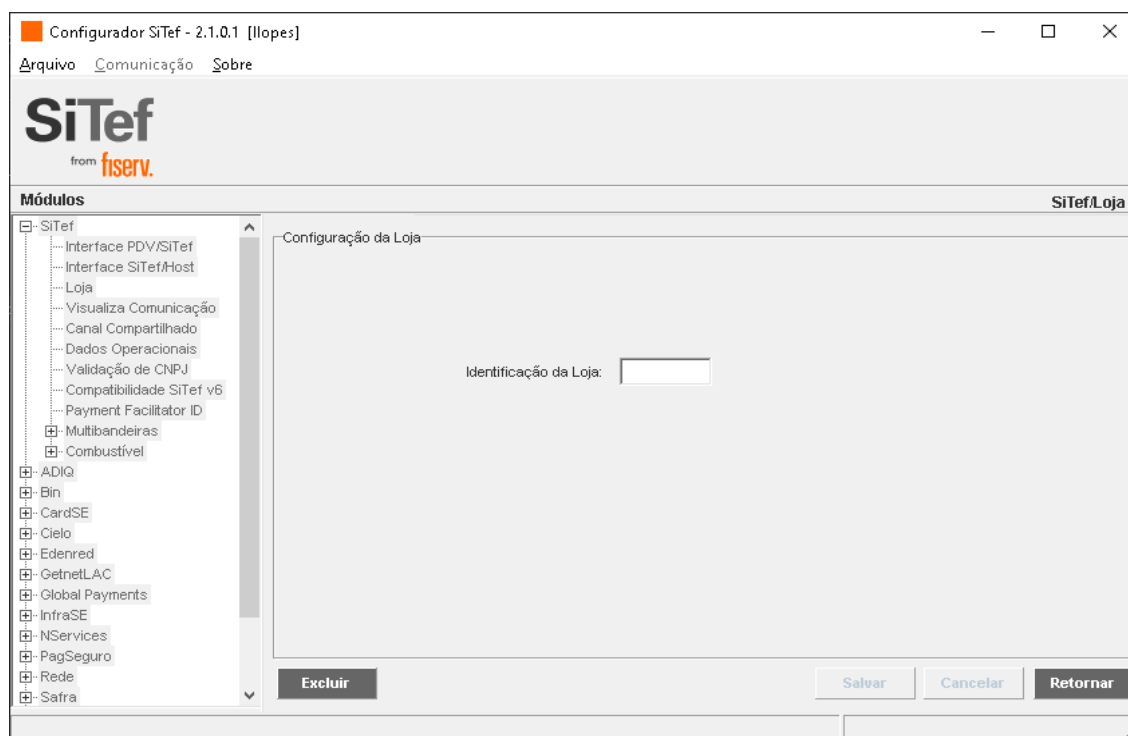 Configurador SiTef - 2.1.0.1 [llopes]
Arquivo Comunicação Sobre
SiTef
from fiserv.
Módulos
SiTef/Loja
SiTef
Interface PDV/SiTef
Interface SiTef/Host
Loja
Visualiza Comunicação
Canal Compartilhado
Dados Operacionais
Validação de CNPJ
Compatibilidade SiTef v6
Payment Facilitator ID
Multibandeiras
Combustível
ADIQ
Bin
CardSE
Cielo
Edenred
GetnetLAC
Global Payments
InfraSE
NServices
PagSeguro
Rede
Safra
Configuração da Loja
Identificação da Loja:
Excluir Salvar Cancelar Retornar